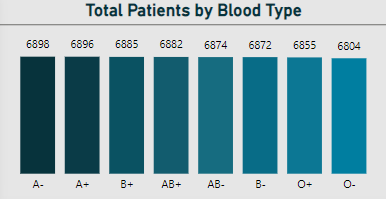 Total Patients by Blood Type
6898 6896 6885 6882 6874 6872 6855 6804
A- A+ B+ AB+ AB- B- O+ O-